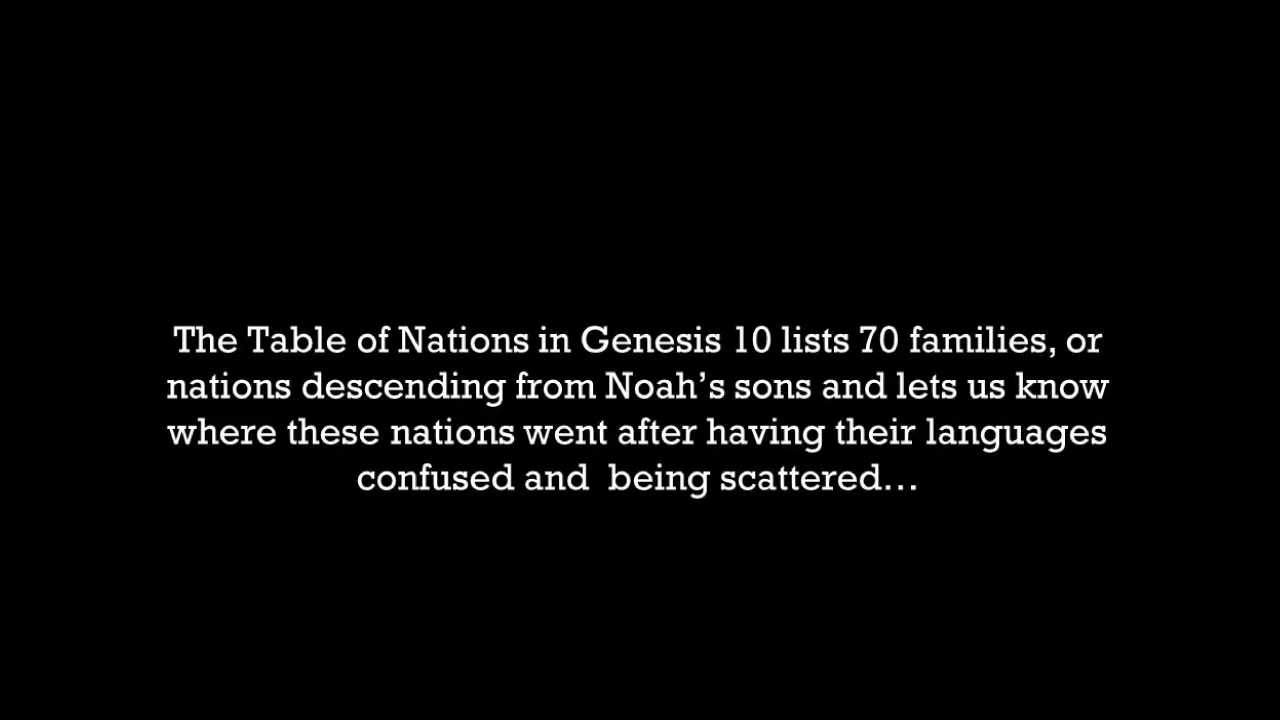 The Table of Nations in Genesis 10 lists 70 families, or
nations descending from Noah’s sons and lets us know
where these nations went after having their languages
confused and  being scattered…